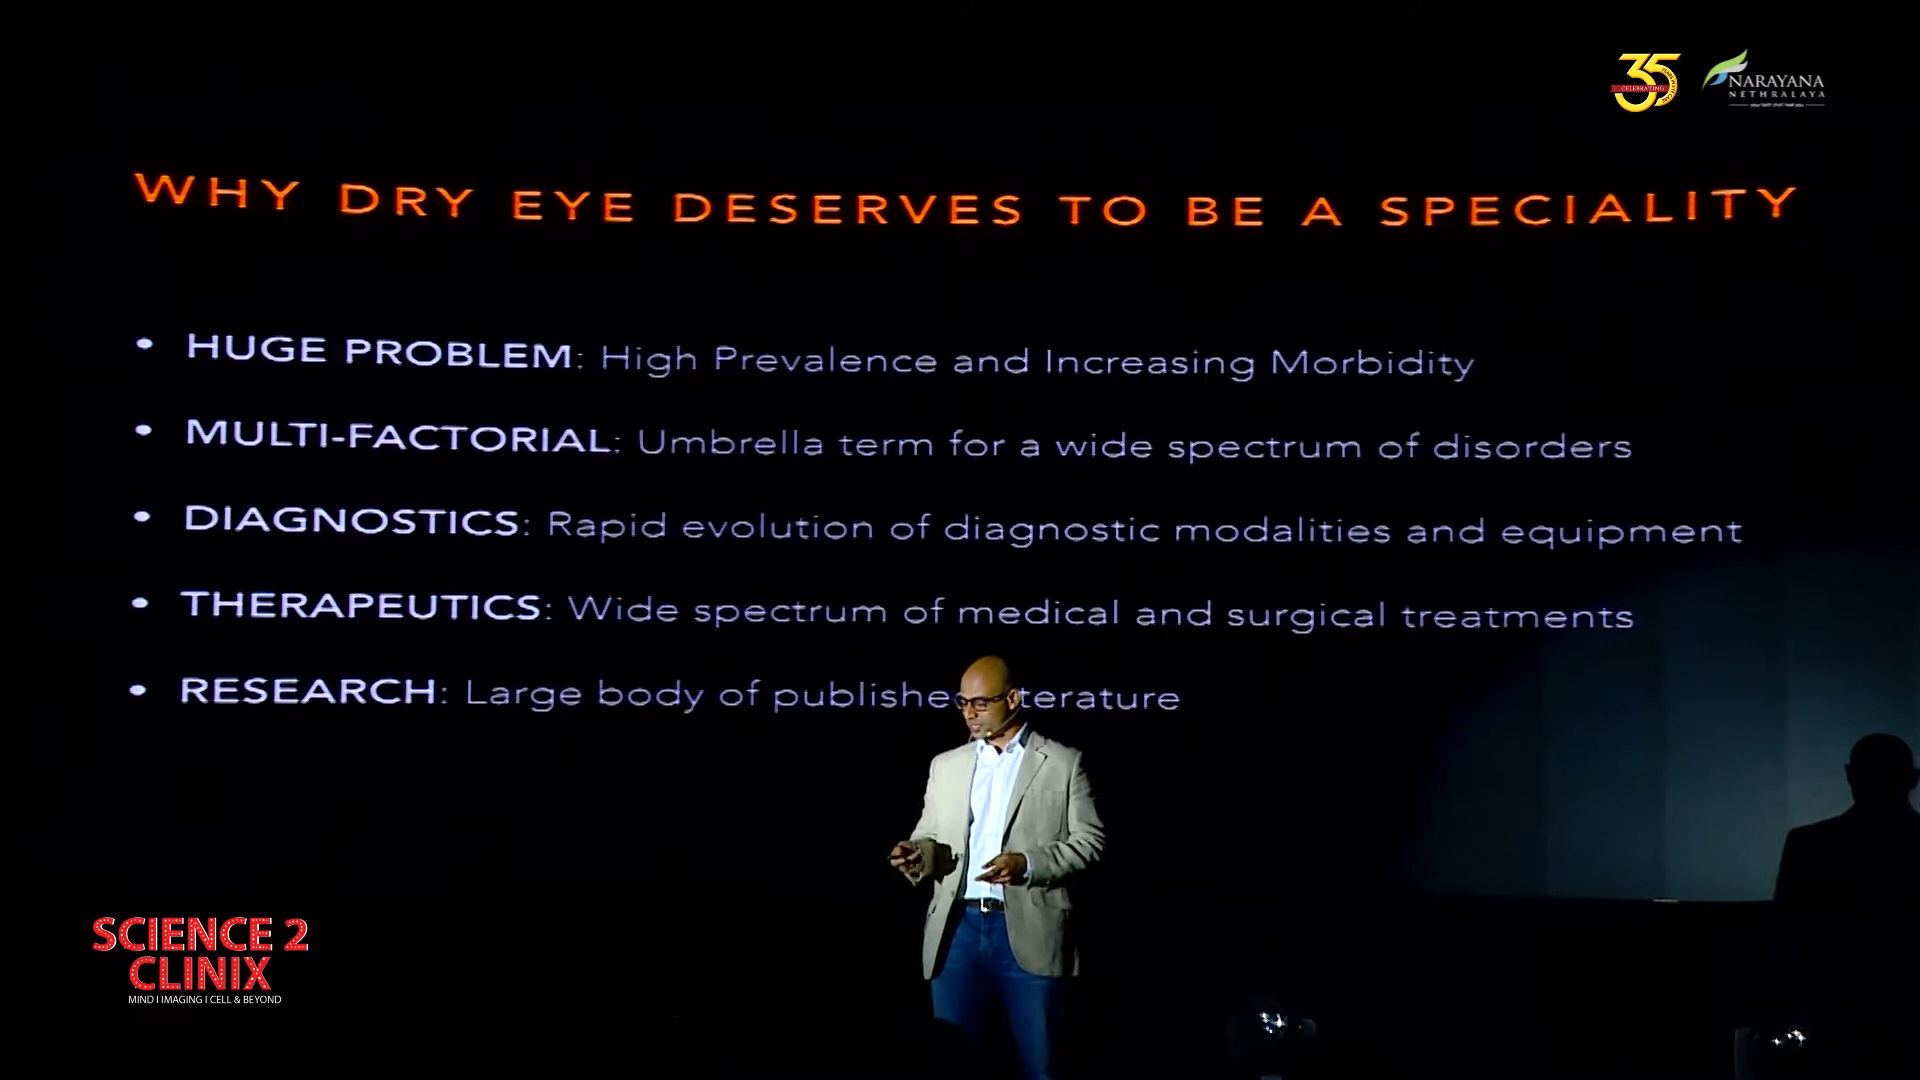 35
CELEBRATING
NARAYANA
NETHRALAYA
WHY DRY EYE DESERVES TO BE A SPECIALITY
• HUGE PROBLEM: High Prevalence and Increasing Morbidity
• MULTI-FACTORIAL: Umbrella term for a wide spectrum of disorders
• DIAGNOSTICS: Rapid evolution of diagnostic modalities and equipment
• THERAPEUTICS: Wide spectrum of medical and surgical treatments
• RESEARCH: Large body of publishe terature
SCIENCE 2
CLINIX
MIND I IMAGING I CELL & BEYOND